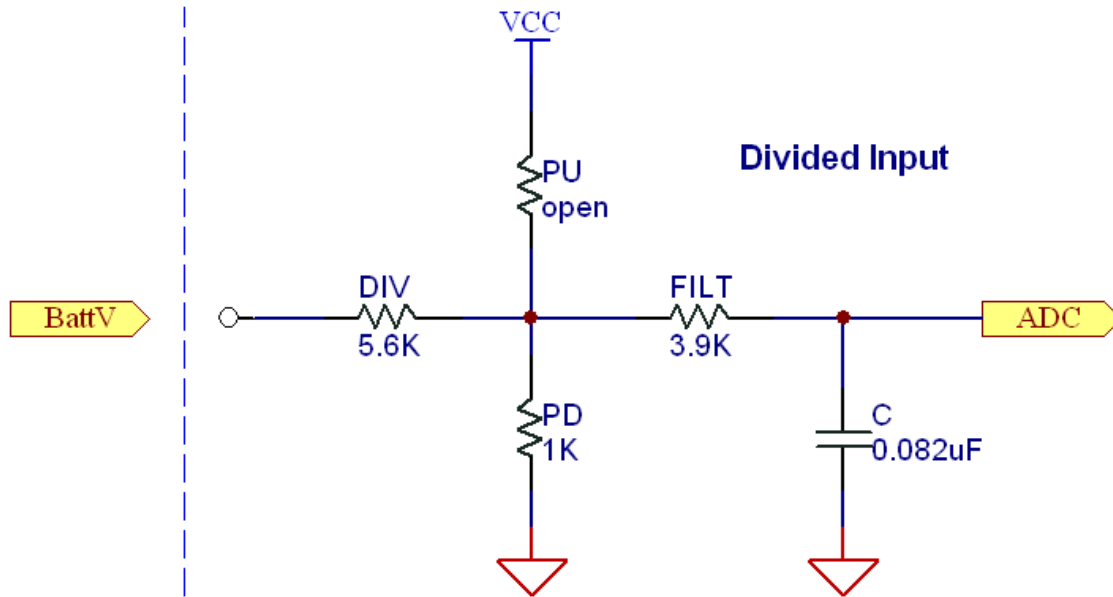 VCC
PU
open
Divided Input
BattV
DIV
5.6K
FILT
3.9K
ADC
PD
1K
C
0.082uF